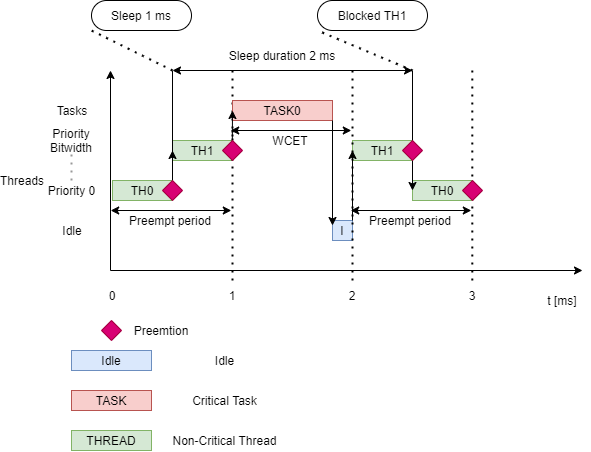 Sleep 1 ms
Blocked TH1
Sleep duration 2 ms
Tasks
TASK0
Priority
Bitwidth
TH1
WCET
TH1
Threads
Priority 0
TH0
TH0
Preempt period
Preempt period
Idle
I
0
1
2
3
t [ms]
Preemtion
Idle
Idle
TASK
Critical Task
THREAD
Non-Critical Thread